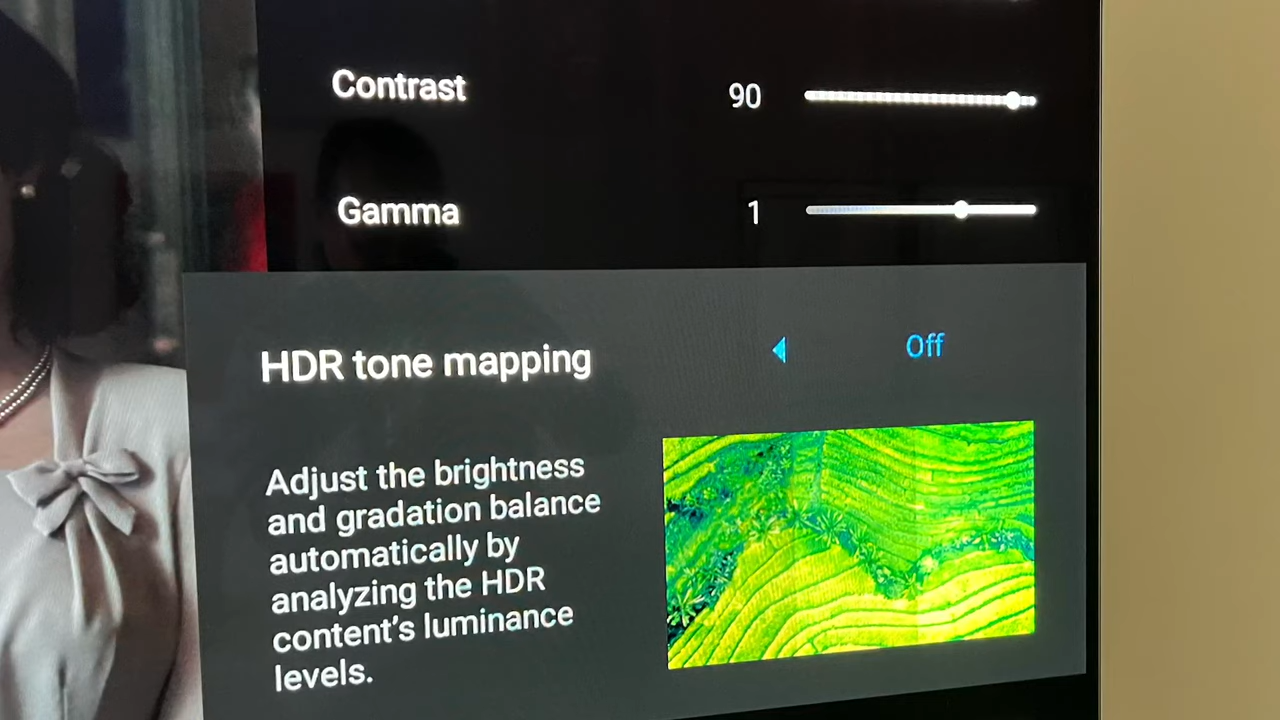 Contrast 90
Gamma 1
HDR tone mapping Off
Adjust the brightness
and gradation balance
automatically by
analyzing the HDR
content's luminance
levels.